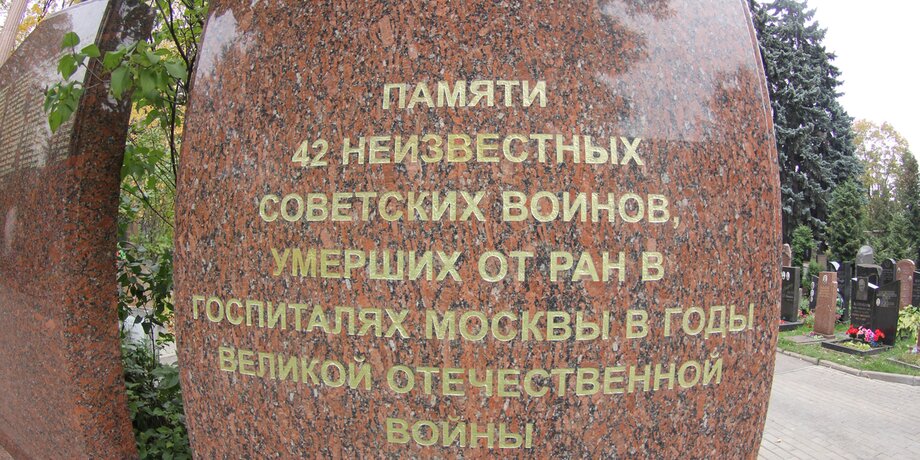 ПАМЯТИ
42 НЕИЗВЕСТНЫХ
СОВЕТСКИХ ВОИНОВ,
УМЕРШИХ ОТ РАН В
ГОСПИТАЛЯХ МОСКВЫ В ГОДЫ
ВЕЛИКОЙ ОТЕЧЕСТВЕННОЙ
ВОЙНЫ